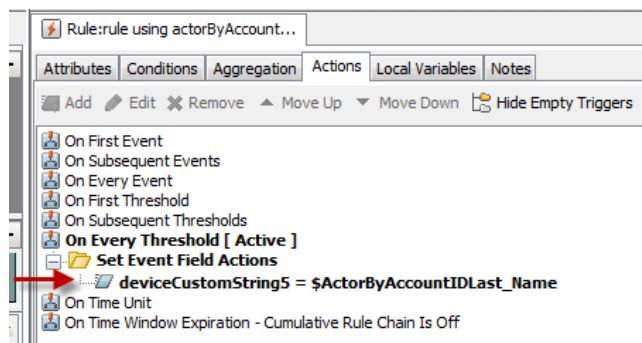 Rule:rule using actorByAccount...
Attributes Conditions Aggregation Actions Local Variables Notes
Add Edit Remove Move Up Move Down Hide Empty Triggers
On First Event
On Subsequent Events
On Every Event
On First Threshold
On Subsequent Thresholds
On Every Threshold [ Active ]
Set Event Field Actions
deviceCustomString5 = $ActorByAccountIDLast_Name
On Time Unit
On Time Window Expiration - Cumulative Rule Chain Is Off